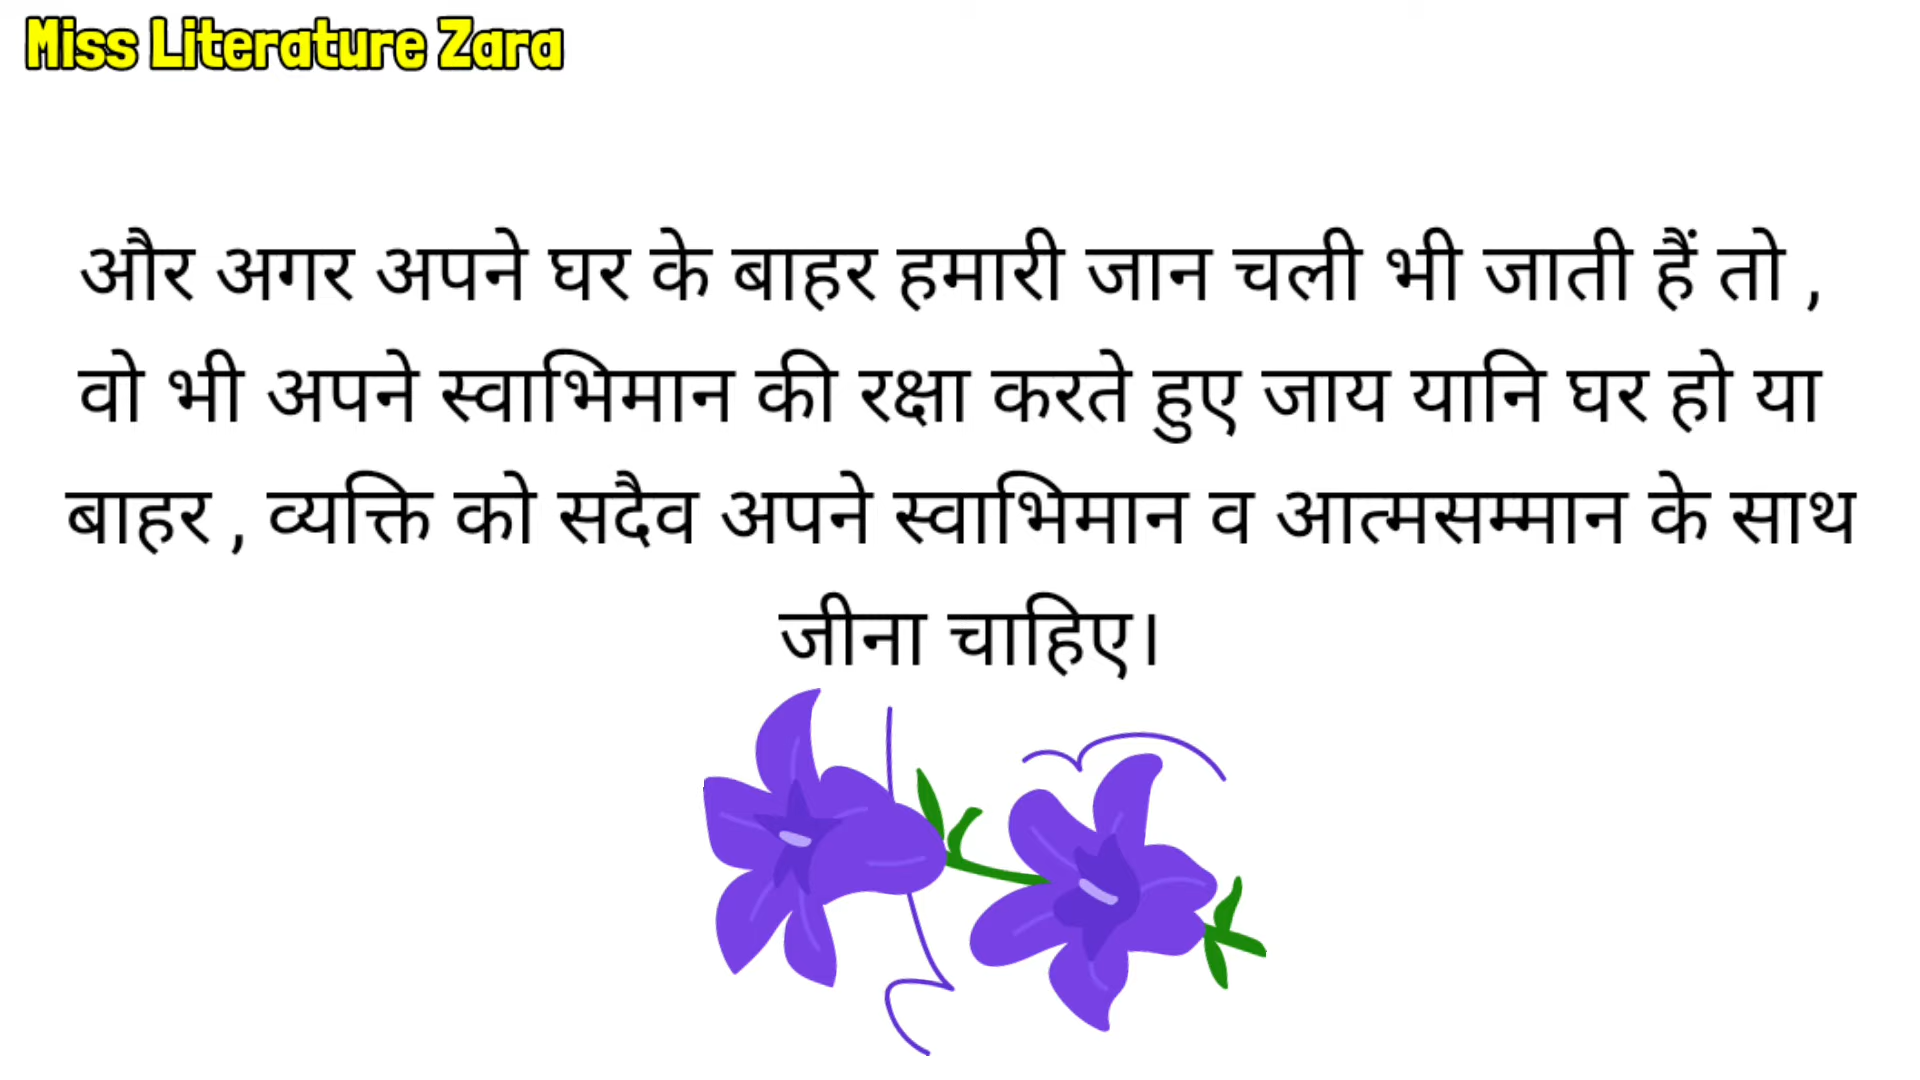 Miss Literature Zara
और अगर अपने घर के बाहर हमारी जान चली भी जाती हैं तो ,
वो भी अपने स्वाभिमान की रक्षा करते हुए जाय यानि घर हो या
बाहर , व्यक्ति को सदैव अपने स्वाभिमान व आत्मसम्मान के साथ
जीना चाहिए।